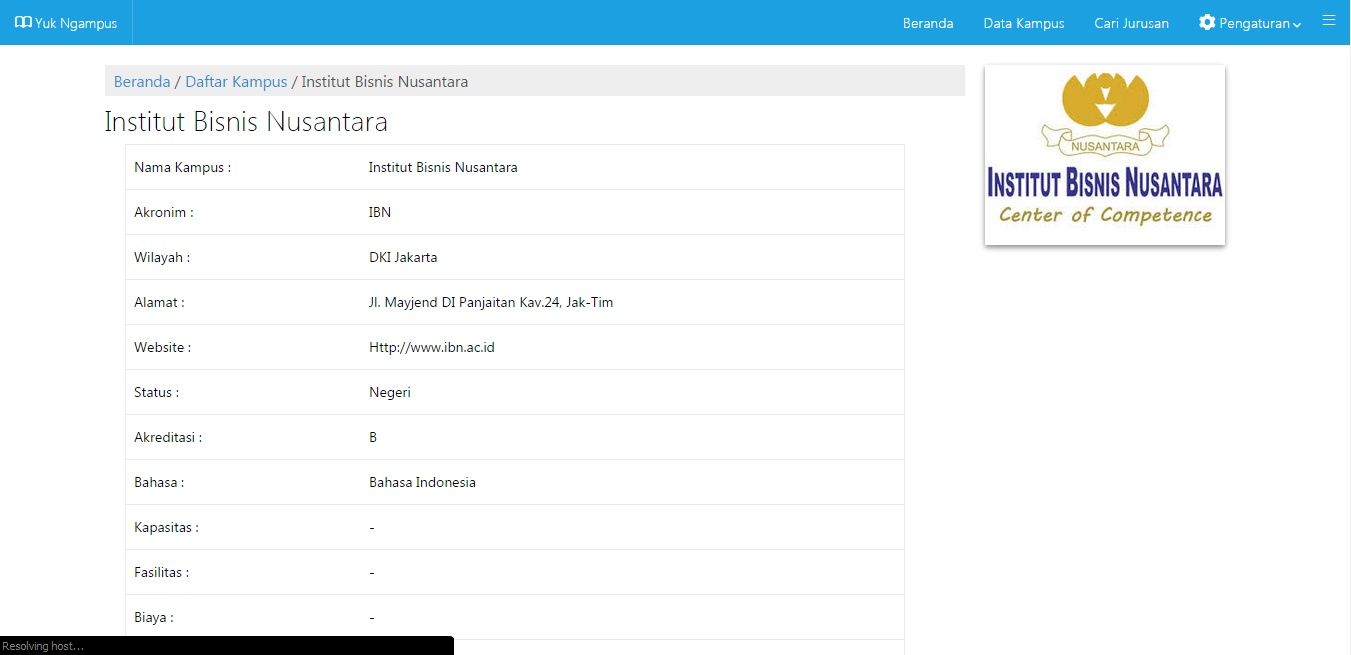 Yuk Ngampus Beranda Data Kampus Cari Jurusan Pengaturan
Beranda / Daftar Kampus / Institut Bisnis Nusantara
Institut Bisnis Nusantara
Nama Kampus : Institut Bisnis Nusantara
Akronim : IBN
Wilayah : DKI Jakarta
Alamat : Jl. Mayjend DI Panjaitan Kav.24, Jak-Tim
Website : Http://www.ibn.ac.id
Status : Negeri
Akreditasi : B
Bahasa : Bahasa Indonesia
Kapasitas : -
Fasilitas : -
Biaya : -
NUSANTARA
INSTITUT BISNIS NUSANTARA
Center of Competence
Resolving host...